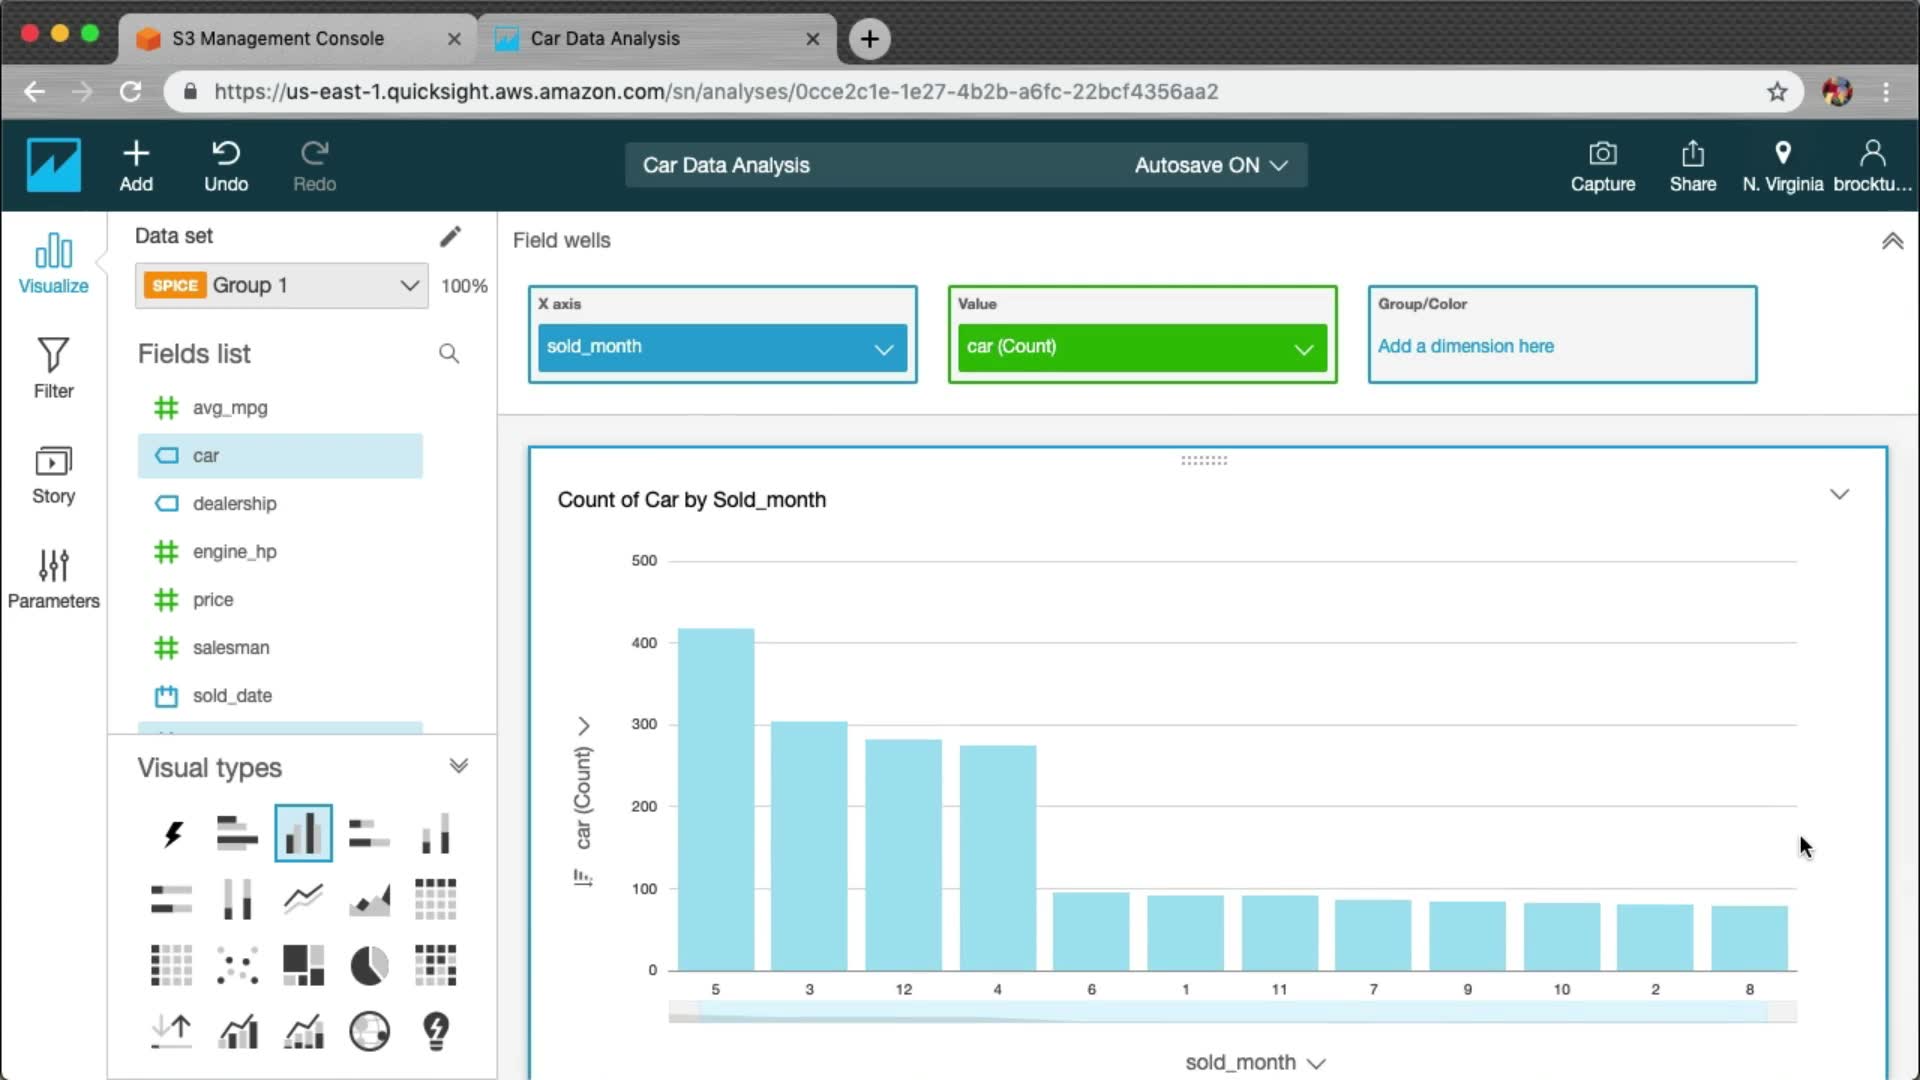 S3 Management Console
Car Data Analysis
https://us-east-1.quicksight.aws.amazon.com/sn/analyses/0cce2c1e-1e27-4b2b-a6fc-22bcf4356aa2
Add
Undo
Redo
Car Data Analysis
Autosave ON
Capture
Share
N. Virginia
brocktu...
Visualize
Filter
Story
Parameters
Data set
SPICE Group 1
100%
Fields list
avg_mpg
car
dealership
engine_hp
price
salesman
sold_date
Visual types
Field wells
X axis
sold_month
Value
car (Count)
Group/Color
Add a dimension here
Count of Car by Sold_month
car (Count)
500
400
300
200
100
0
5 3 12 4 6 1 11 7 9 10 2 8
sold_month